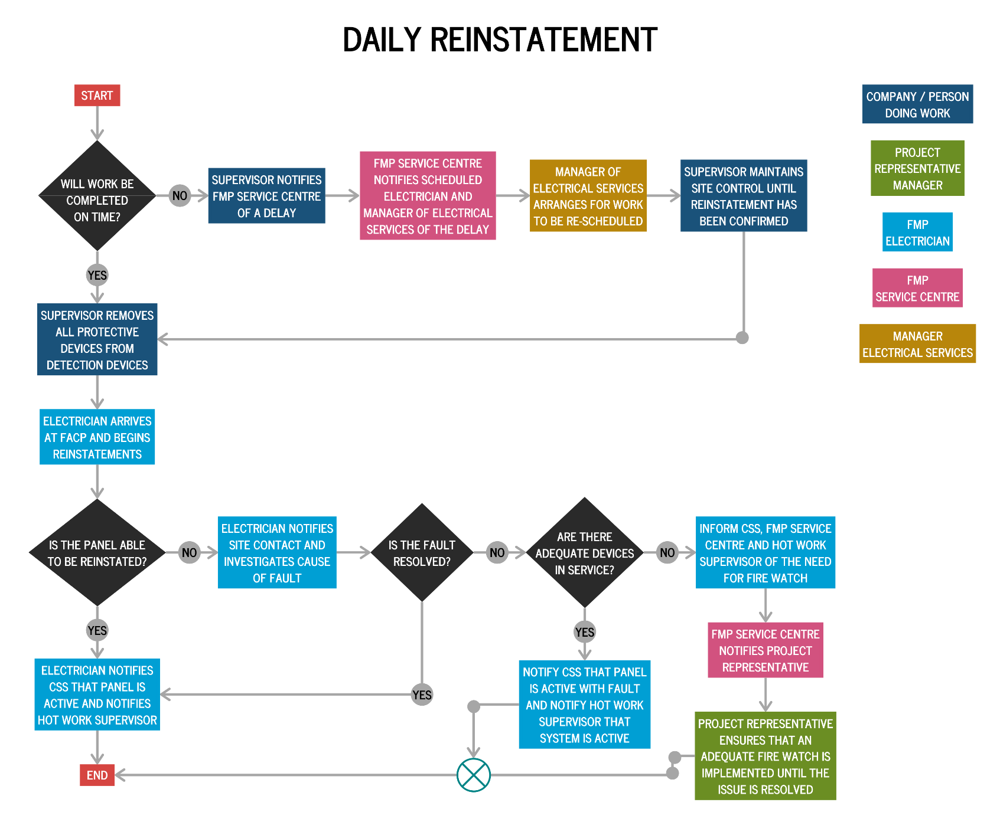 DAILY REINSTATEMENT
START
WILL WORK BE
COMPLETED
ON TIME?
NO
SUPERVISOR NOTIFIES
FMP SERVICE CENTRE
OF A DELAY
FMP SERVICE CENTRE
NOTIFIES SCHEDULED
ELECTRICIAN AND
MANAGER OF ELECTRICAL
SERVICES OF THE DELAY
MANAGER OF
ELECTRICAL SERVICES
ARRANGES FOR WORK
TO BE RE-SCHEDULED
SUPERVISOR MAINTAINS
SITE CONTROL UNTIL
REINSTATEMENT HAS
BEEN CONFIRMED
COMPANY / PERSON
DOING WORK
PROJECT
REPRESENTATIVE
MANAGER
FMP
ELECTRICIAN
FMP
SERVICE CENTRE
MANAGER
ELECTRICAL SERVICES
YES
SUPERVISOR REMOVES
ALL PROTECTIVE
DEVICES FROM
DETECTION DEVICES
ELECTRICIAN ARRIVES
AT FACP AND BEGINS
REINSTATEMENTS
IS THE PANEL ABLE
TO BE REINSTATED?
NO
ELECTRICIAN NOTIFIES
SITE CONTACT AND
INVESTIGATES CAUSE
OF FAULT
IS THE FAULT
RESOLVED?
NO
ARE THERE
ADEQUATE DEVICES
IN SERVICE?
NO
INFORM CSS, FMP SERVICE
CENTRE AND HOT WORK
SUPERVISOR OF THE NEED
FOR FIRE WATCH
YES
ELECTRICIAN NOTIFIES
CSS THAT PANEL IS
ACTIVE AND NOTIFIES
HOT WORK SUPERVISOR
YES
YES
NOTIFY CSS THAT PANEL
IS ACTIVE WITH FAULT
AND NOTIFY HOT WORK
SUPERVISOR THAT
SYSTEM IS ACTIVE
FMP SERVICE CENTRE
NOTIFIES PROJECT
REPRESENTATIVE
PROJECT REPRESENTATIVE
ENSURES THAT AN
ADEQUATE FIRE WATCH IS
IMPLEMENTED UNTIL THE
ISSUE IS RESOLVED
END